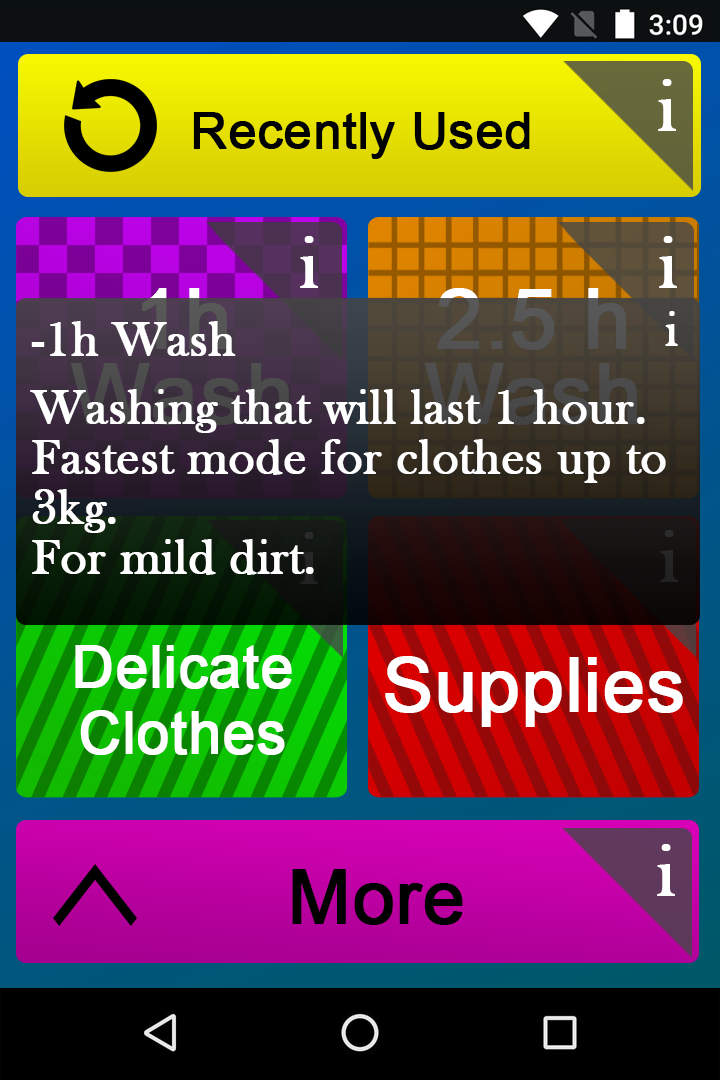 3:09
Recently Used
i
i
i
1h
Wash
2.5 h
Wash
-1h Wash
i
Washing that will last 1 hour.
Fastest mode for clothes up to
3kg.
For mild dirt.
i
i
Delicate
Clothes
Supplies
More
i